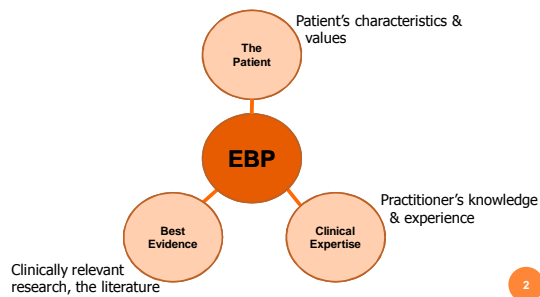 Patient's characteristics &
values
The
Patient
EBP
Practitioner's knowledge
& experience
Best
Evidence
Clinical
Expertise
Clinically relevant
research, the literature
2